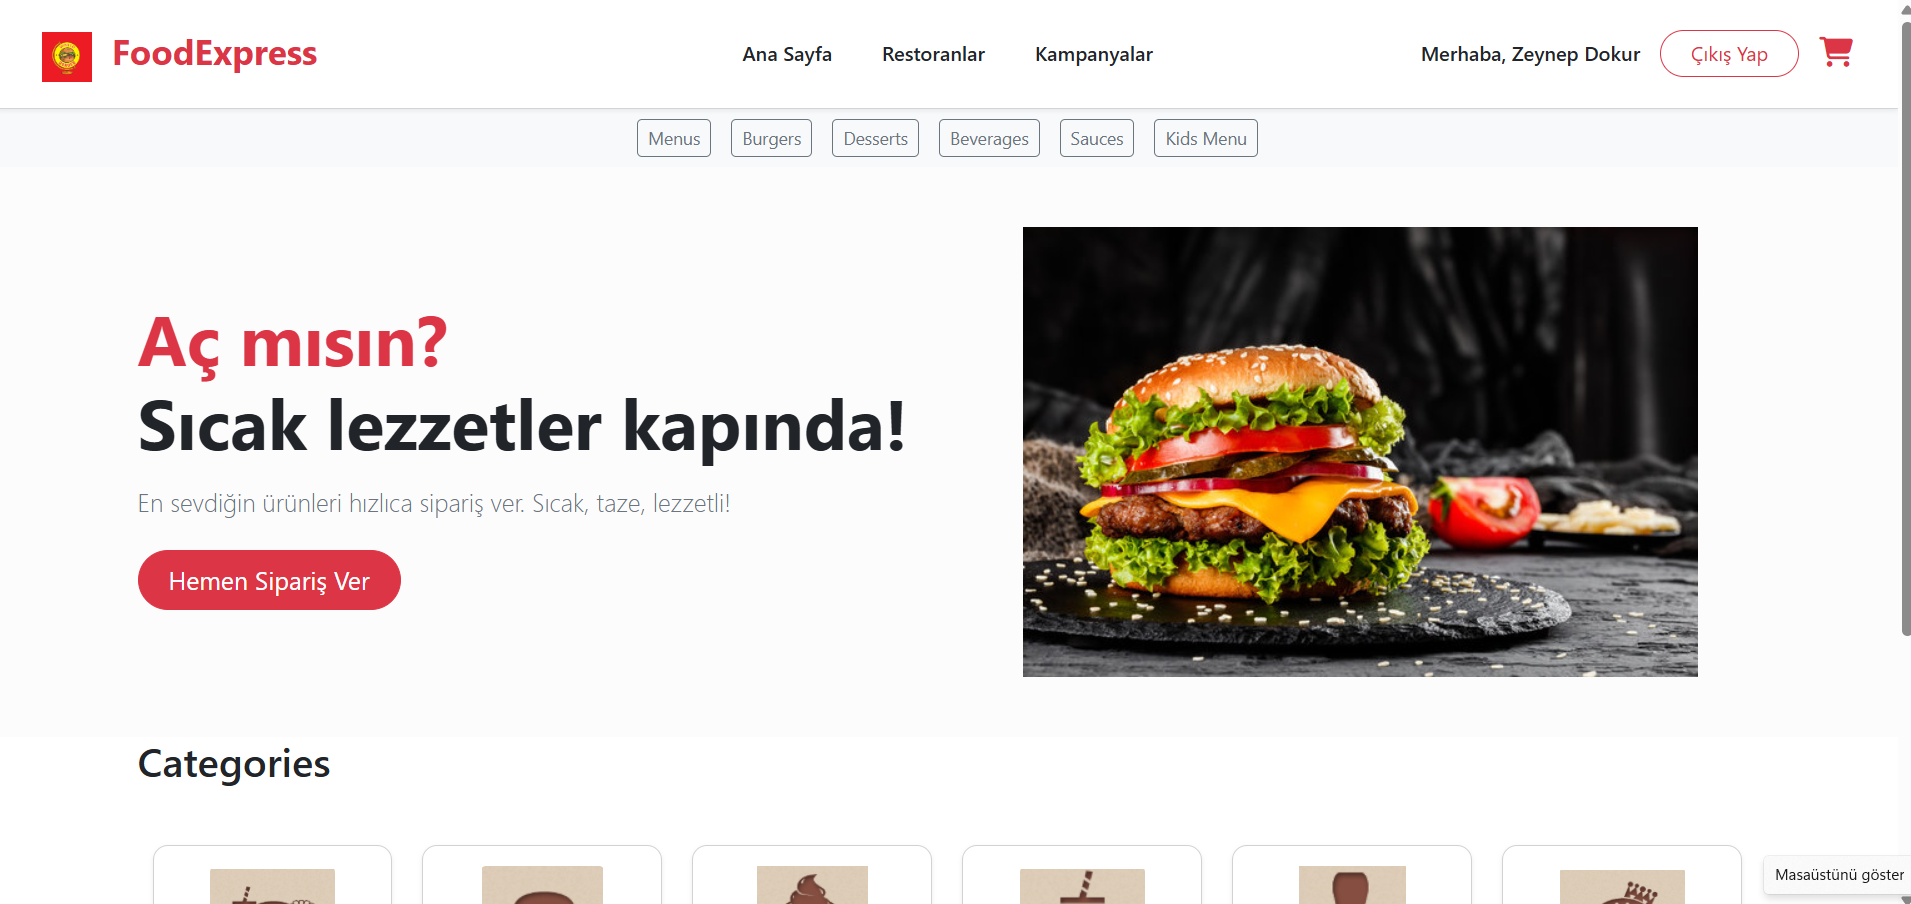 FoodExpress
Ana Sayfa
Restoranlar
Kampanyalar
Merhaba, Zeynep Dokur
Çıkış Yap
Menus
Burgers
Desserts
Beverages
Sauces
Kids Menu
Aç mısın?
Sıcak lezzetler kapında!
En sevdiğin ürünleri hızlıca sipariş ver. Sıcak, taze, lezzetli!
Hemen Sipariş Ver
Categories
Masaüstünü göster